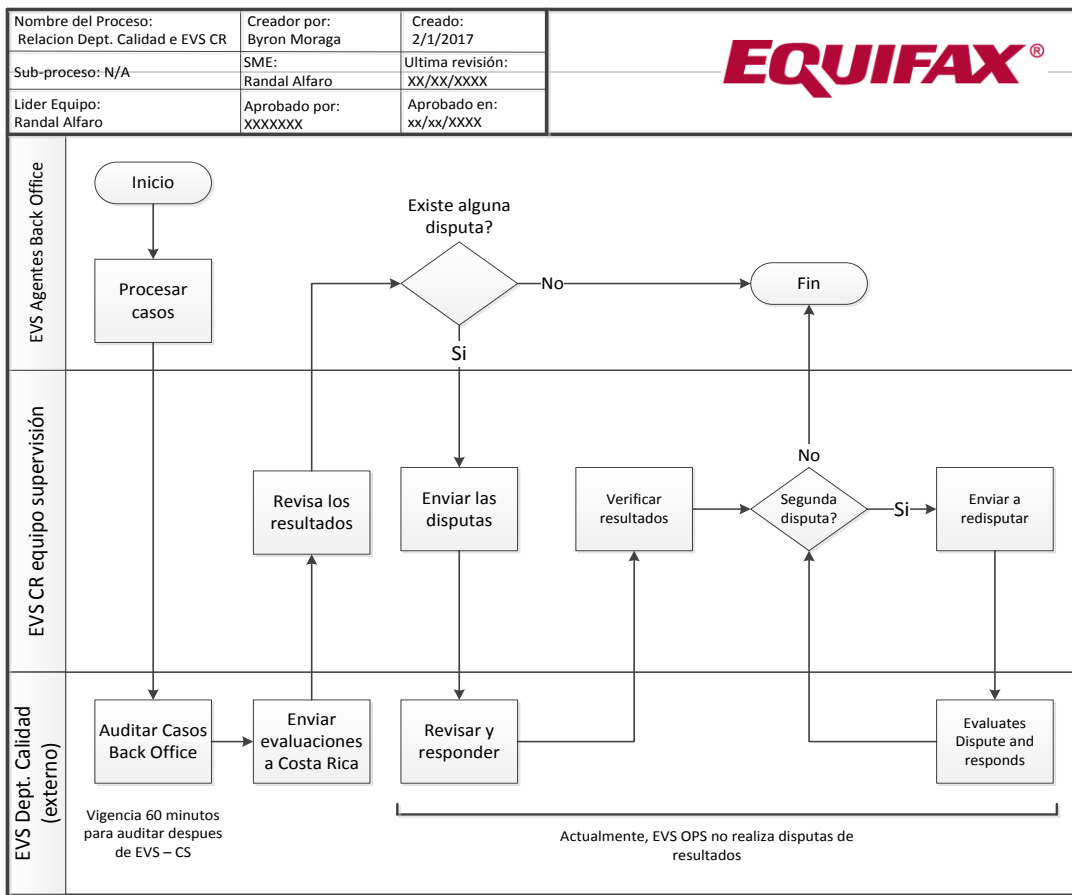 Nombre del Proceso:
Relacion Dept. Calidad e EVS CR
Creador por:
Byron Moraga
Creado:
2/1/2017
Sub-proceso: N/A
SME:
Randal Alfaro
Ultima revisión:
XX/XX/XXXX
Lider Equipo:
Randal Alfaro
Aprobado por:
XXXXXXX
Aprobado en:
xx/xx/XXXX
EQUIFAX®
EVS Agentes Back Office
Inicio
Procesar
casos
Existe alguna
disputa?
No
Si
Fin
EVS CR equipo supervisión
Revisa los
resultados
Enviar las
disputas
Verificar
resultados
No
Segunda
disputa?
Si
Enviar a
redisputar
EVS Dept. Calidad
(externo)
Auditar Casos
Back Office
Enviar
evaluaciones
a Costa Rica
Revisar y
responder
Evaluates
Dispute and
responds
Vigencia 60 minutos
para auditar despues
de EVS – CS
Actualmente, EVS OPS no realiza disputas de
resultados